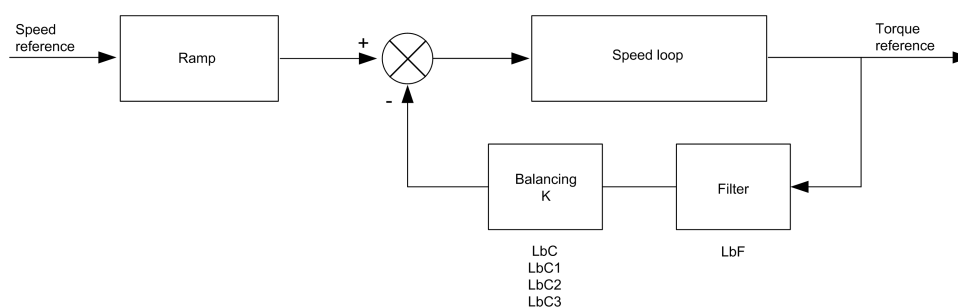 Speed
reference
Ramp
+
-
Speed loop
Torque
reference
Balancing
K
Filter
LbC
LbC1
LbC2
LbC3
LbF